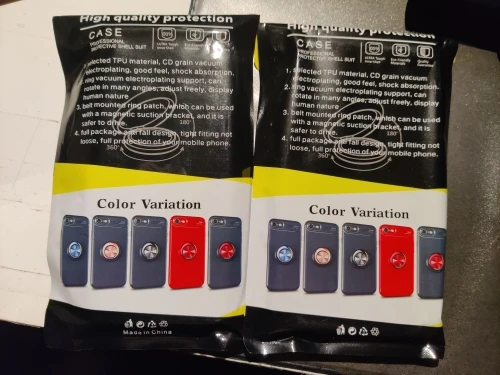 High quality protection
CASE
PROFESSIONAL
PROTECTIVE SHELL SUIT
selected TPU material, CD grain vacuum
electroplating, good feel, shock absorption.
ring vacuum electroplating support, can
rotate in many angles, adjust freely, display
human nature
3. belt mounted ring patch, which can be used
with a magnetic suction bracket, and it is
safer to drive.
180°
4. full package anti fall design, tight fitting not
loose, full protection of your mobile phone.
360°
Color Variation
Made in China
High quality protection
CASE
PROFESSIONAL
PROTECTIVE SHELL SUIT
1. selected TPU material, CD grain vacuum
electroplating, good feel, shock absorption.
2. ring vacuum electroplating support, can
rotate in many angles, adjust freely, display
human nature
3. belt mounted ring patch, which can be used
with a magnetic suction bracket, and it is
safer to drive.
180°
4. full package anti fall design, tight fitting not
loose, full protection of your mobile phone.
360°
Color Variation